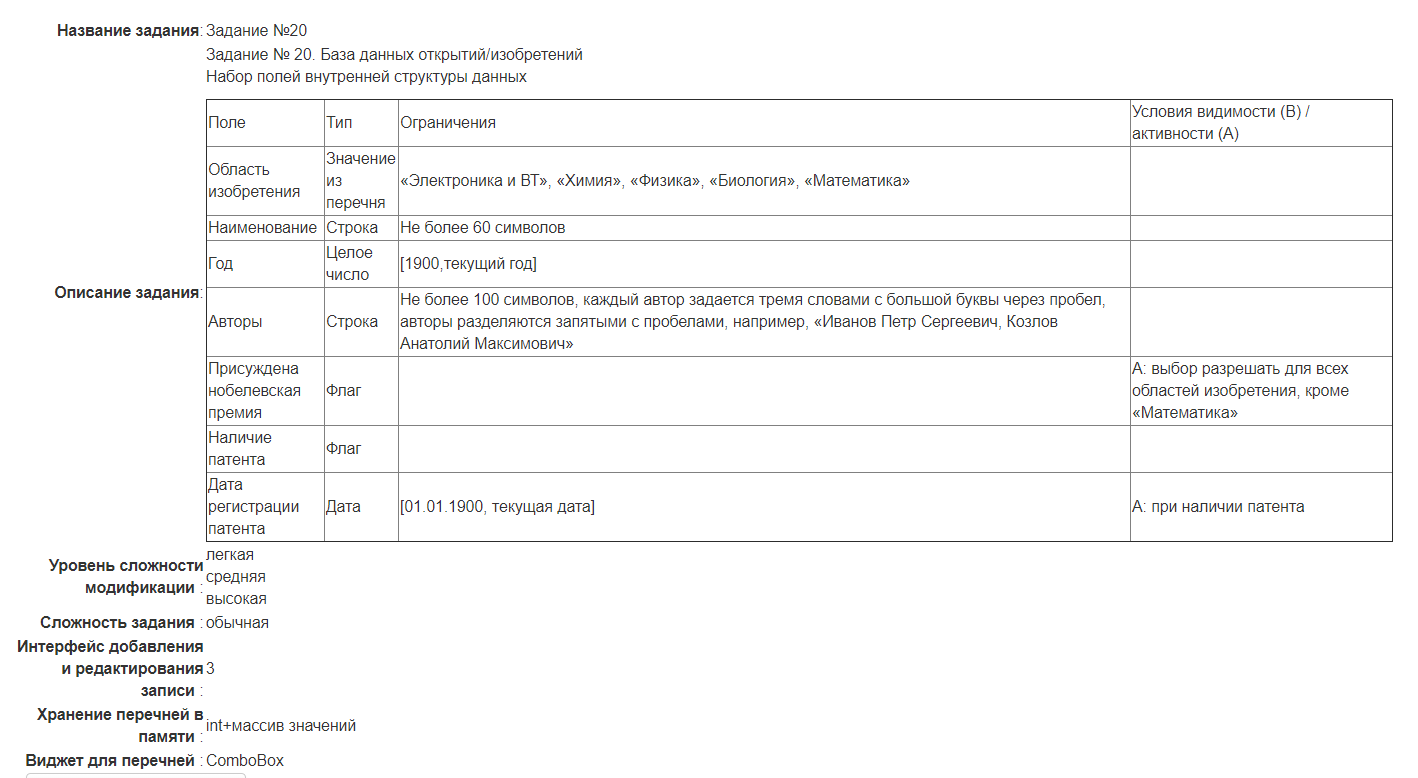 Название задания: Задание №20
Задание № 20. База данных открытий/изобретений
Набор полей внутренней структуры данных
Поле Тип Ограничения Условия видимости (В) /
активности (А)
Область
изобретения Значение
из
перечня «Электроника и ВТ», «Химия», «Физика», «Биология», «Математика»
Наименование Строка Не более 60 символов
Год Целое
число [1900,текущий год]
Описание задания:
Авторы Строка Не более 100 символов, каждый автор задается тремя словами с большой буквы через пробел,
авторы разделяются запятыми с пробелами, например, «Иванов Петр Сергеевич, Козлов
Анатолий Максимович»
Присуждена
нобелевская
премия Флаг А: выбор разрешать для всех
областей изобретения, кроме
«Математика»
Наличие
патента Флаг
Дата
регистрации
патента Дата [01.01.1900, текущая дата] А: при наличии патента
Уровень сложности
модификации : легкая
средняя
высокая
Сложность задания : обычная
Интерфейс добавления
и редактирования
записи : 3
Хранение перечней в
памяти : int+массив значений
Виджет для перечней : ComboBox